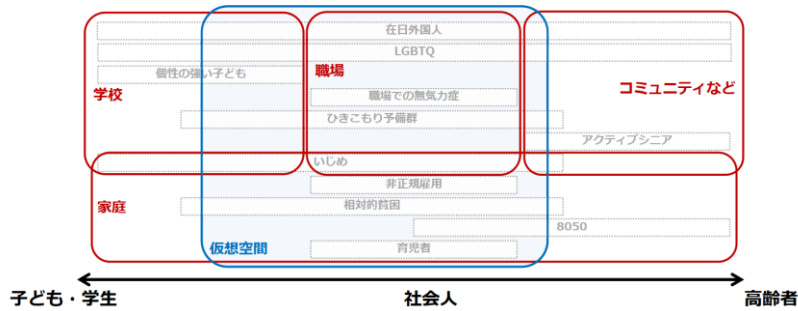 在日外国人
LGBTQ
個性の強い子ども
職場
学校
職場での無気力症
コミュニティなど
ひきこもり予備群
アクティブシニア
いじめ
非正規雇用
家庭
相対的貧困
8050
仮想空間
育児者
子ども・学生
社会人
高齢者